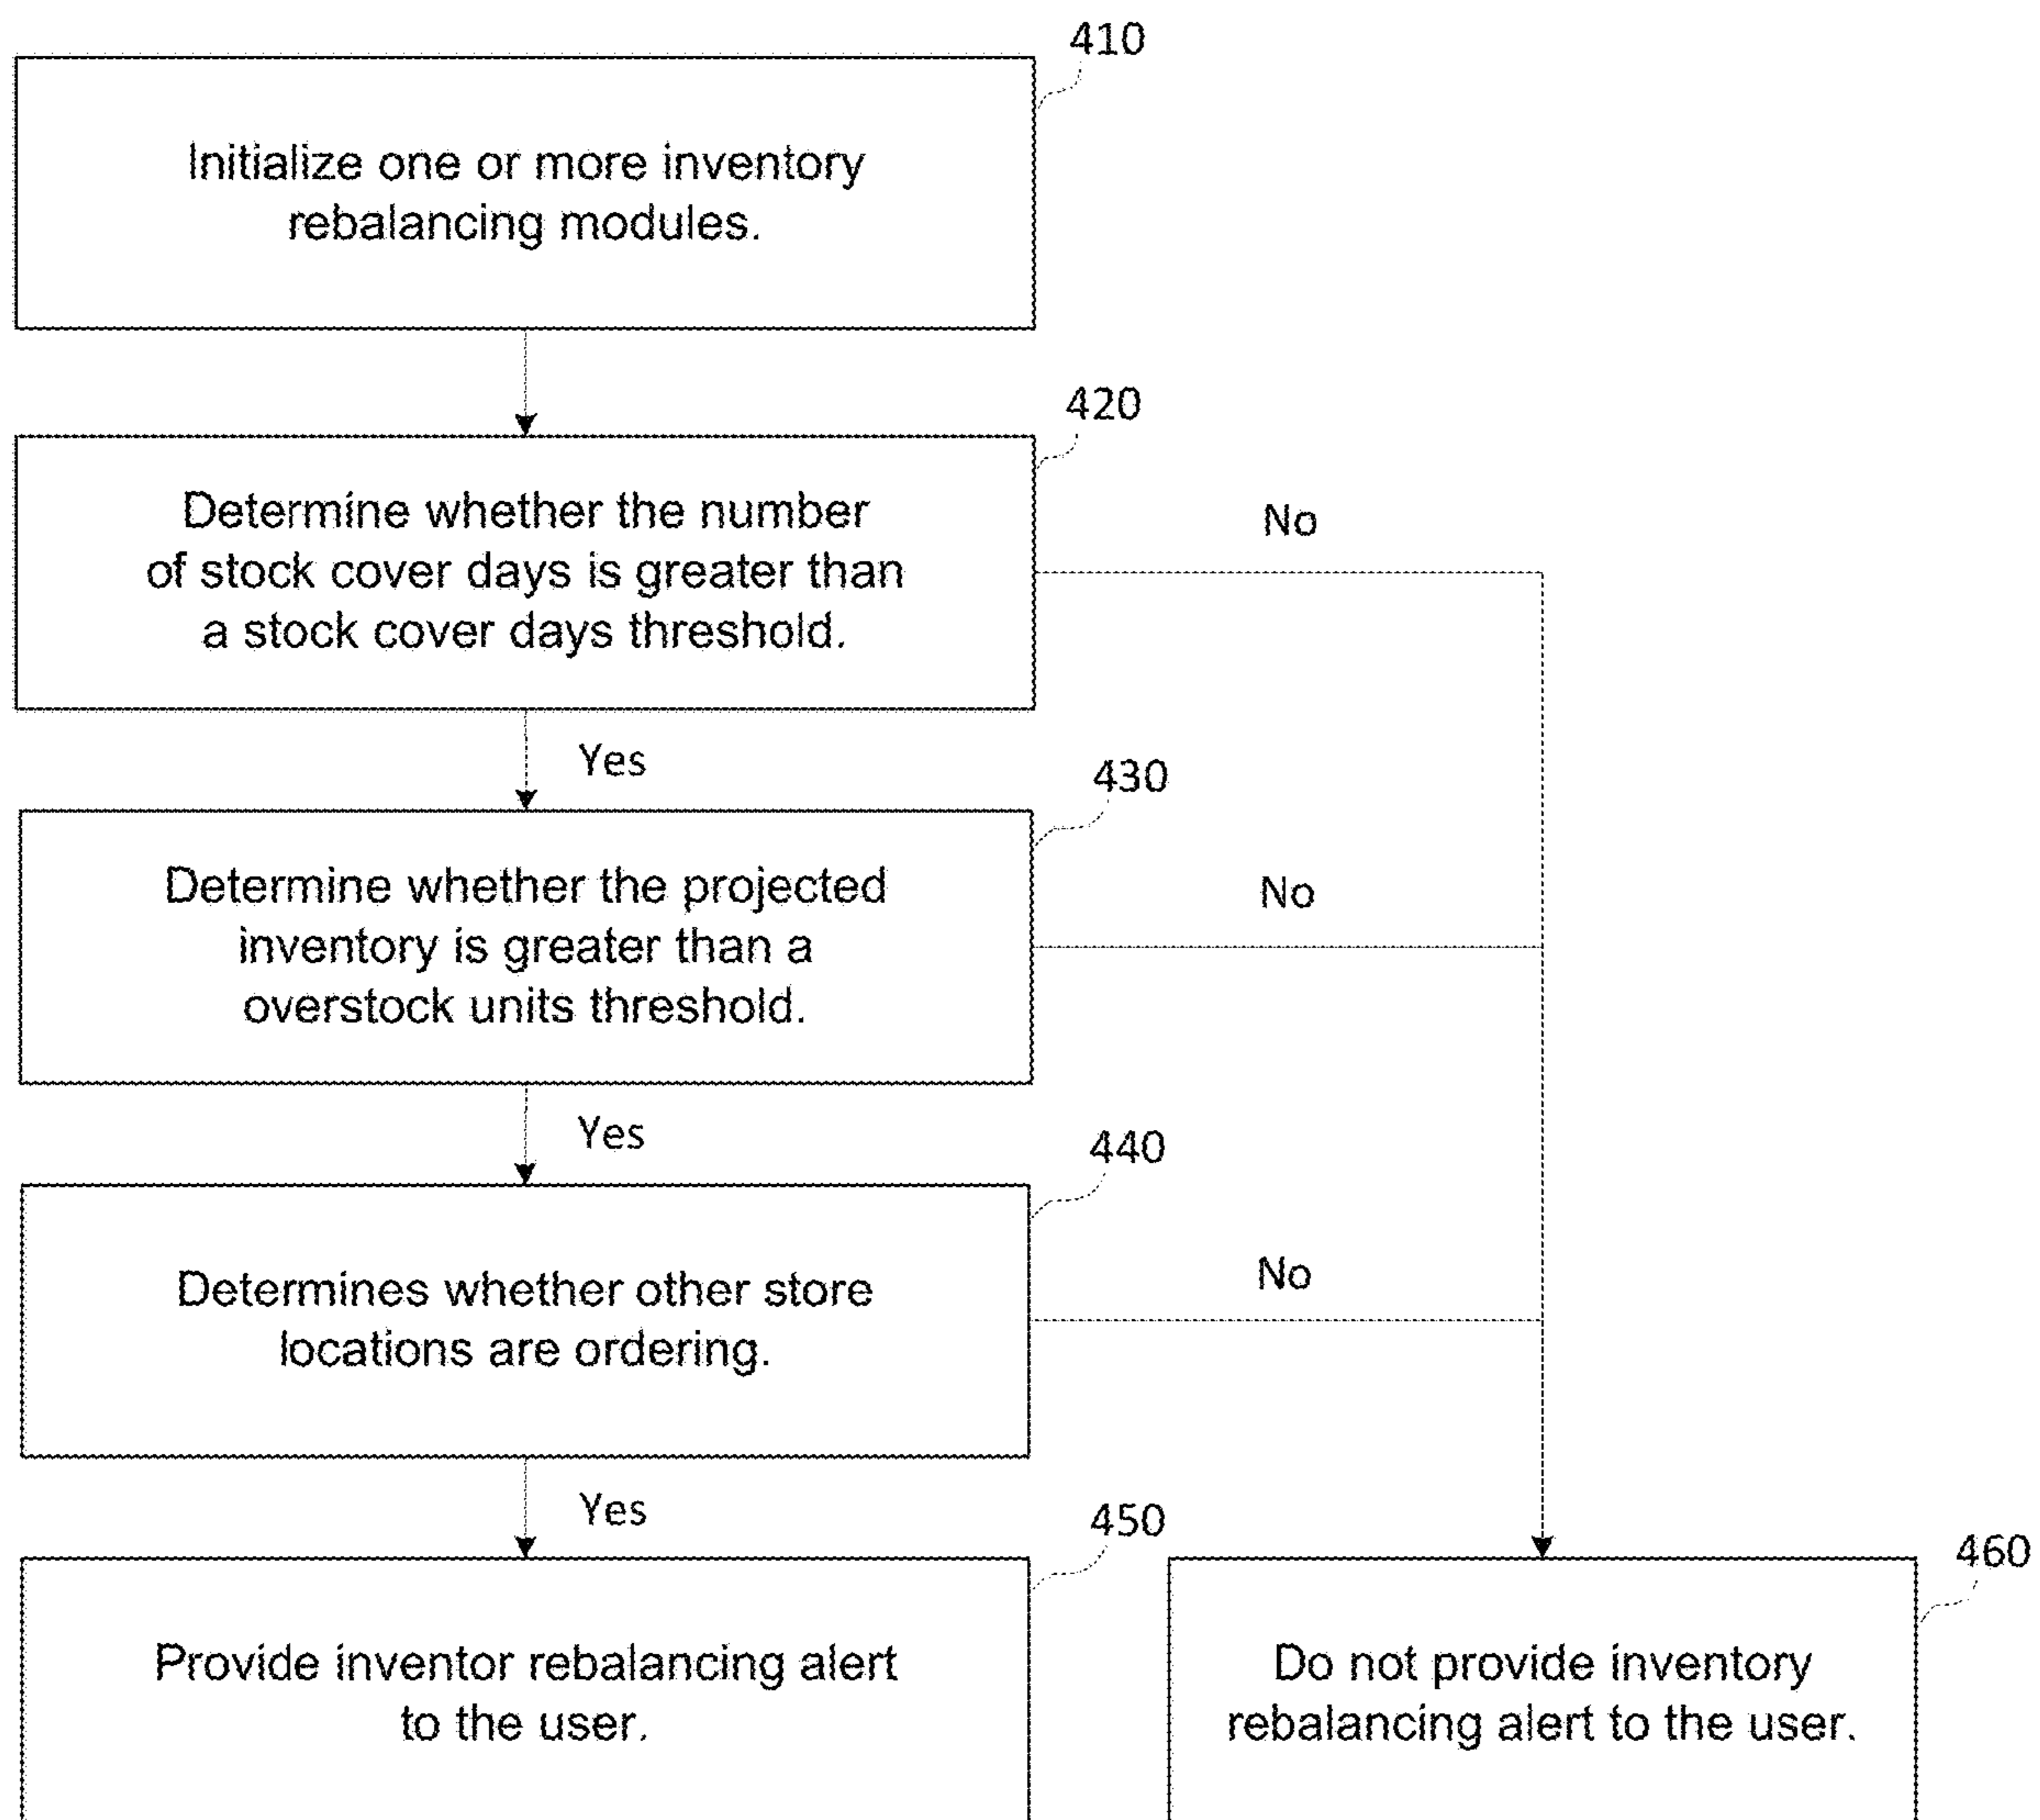 410
Initialize one or more inventory
rebalancing modules.
420
Determine whether the number
of stock cover days is greater than
a stock cover days threshold.
No
Yes
430
Determine whether the projected
inventory is greater than a
overstock units threshold.
No
Yes
440
Determines whether other store
locations are ordering.
No
Yes
450
Provide inventor rebalancing alert
to the user.
460
Do not provide inventory
rebalancing alert to the user.